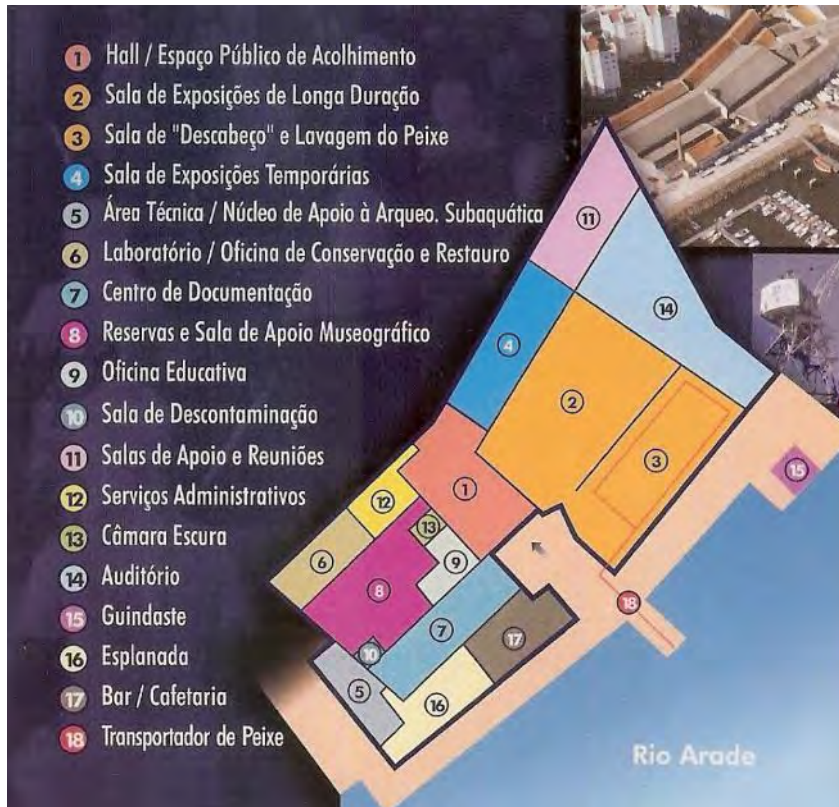 1 Hall / Espaço Público de Acolhimento
2 Sala de Exposições de Longa Duração
3 Sala de "Descabeço" e Lavagem do Peixe
4 Sala de Exposições Temporárias
5 Área Técnica / Núcleo de Apoio à Arqueo. Subaquática
6 Laboratório / Oficina de Conservação e Restauro
7 Centro de Documentação
8 Reservas e Sala de Apoio Museográfico
9 Oficina Educativa
10 Sala de Descontaminação
11 Salas de Apoio e Reuniões
12 Serviços Administrativos
13 Câmara Escura
14 Auditório
15 Guindaste
16 Esplanada
17 Bar / Cafetaria
18 Transportador de Peixe
11
14
4
2
3
15
1
12
13
6
9
8
18
7
17
10
5
16
Rio Arade